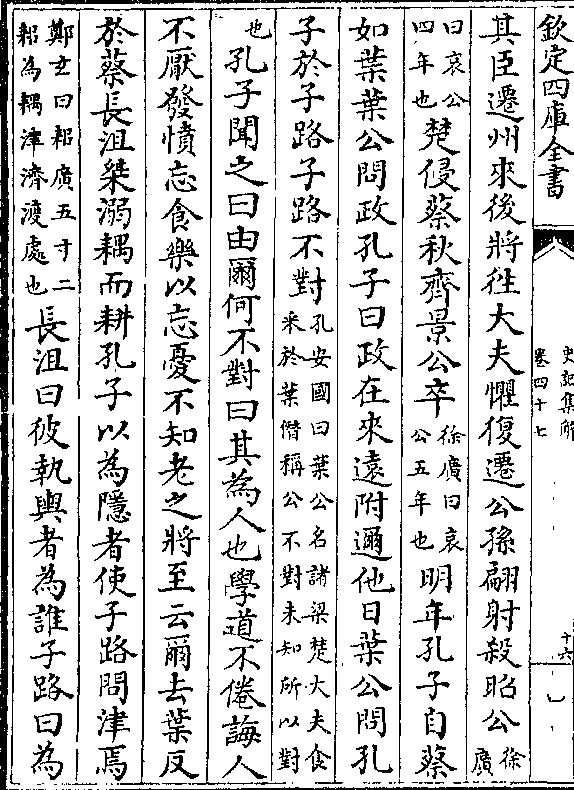 欽定四庫全書
史記集解
卷四十七
十六
其臣遷州來後將徃大夫懼復遷公孫翩射殺昭公徐廣
曰哀公四年也楚侵蔡秋齊景公卒徐廣曰哀公五年也明年孔子自蔡
如葉葉公問政孔子曰政在來逺附邇他日葉公問孔
子於子路子路不對孔安國曰葉公名諸梁楚大夫食采於葉僭稱公不對未知所以對
也孔子聞之曰由爾何不對曰其為人也學道不倦誨人
不厭發憤忘食樂以忘憂不知老之將至云爾去葉反
於蔡長沮桀溺耦而耕孔子以為隱者使子路問津焉
鄭玄曰耜廣五寸二耜為耦津濟渡處也長沮曰彼執輿者為誰子路曰為